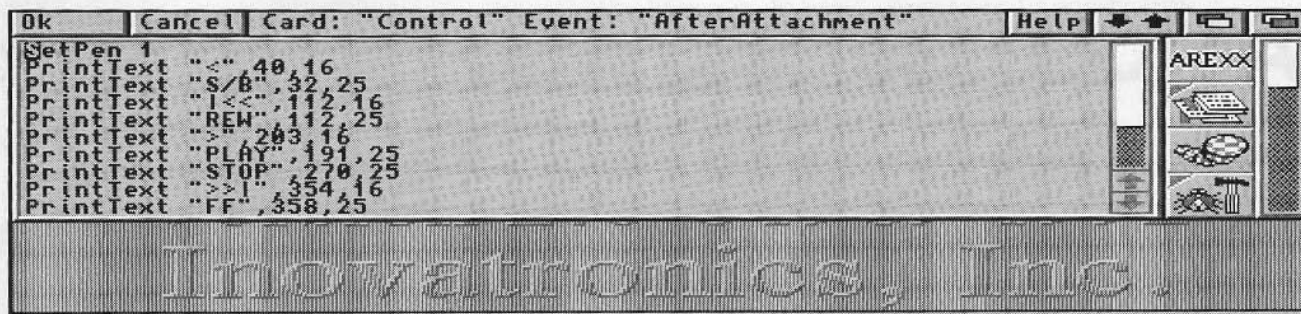 Ok Cancel Card: "Control" Event: "AfterAttachment" Help
SetPen 1
PrintText "<",40,16
PrintText "S/B",32,25
PrintText "|<<",112,16
PrintText "REW",112,25
PrintText ">",203,16
PrintText "PLAY",191,25
PrintText "STOP",270,25
PrintText ">>|",354,16
PrintText "FF",358,25
AREXX
Inovatronics, Inc.